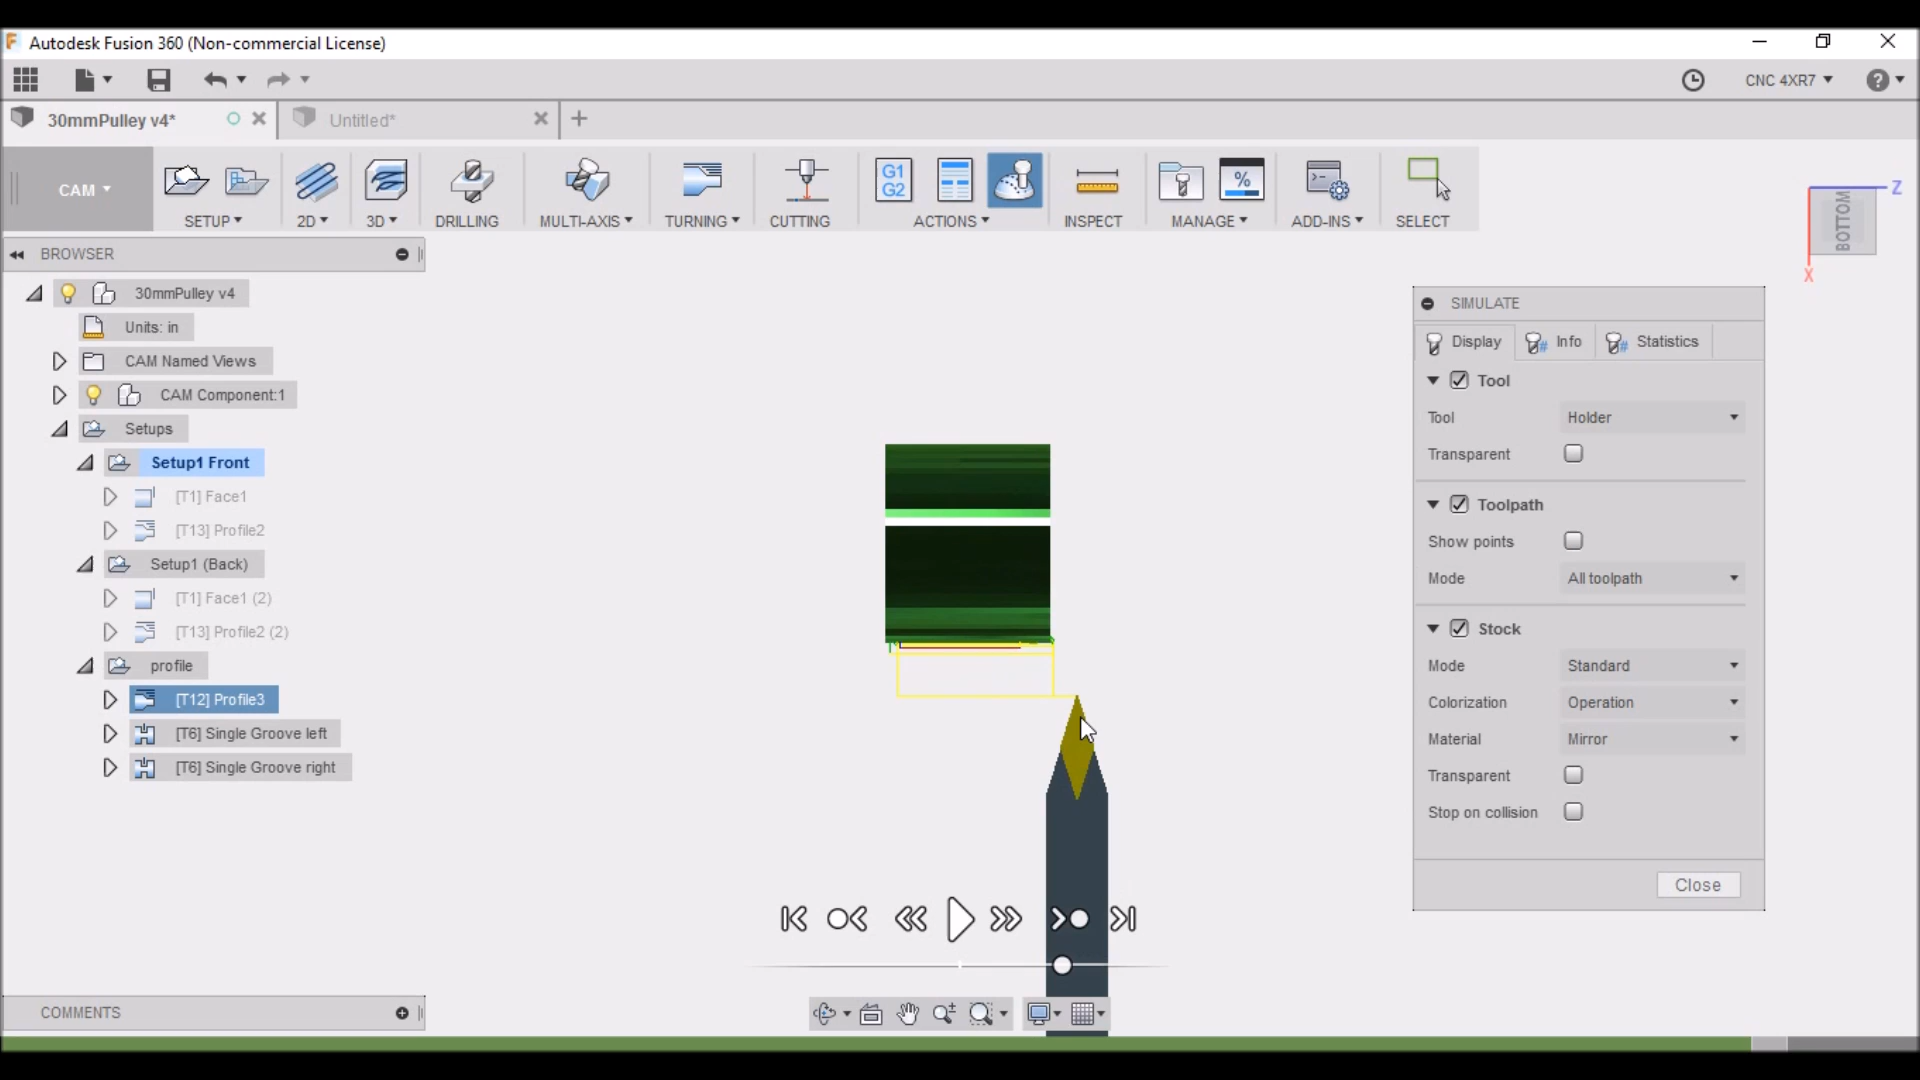 Autodesk Fusion 360 (Non-commercial License)
CNC 4XR7
30mmPulley v4*
Untitled*
CAM
SETUP
2D
3D
DRILLING
MULTI-AXIS
TURNING
CUTTING
G1
G2
ACTIONS
INSPECT
%
MANAGE
ADD-INS
SELECT
Z
BOTTOM
X
BROWSER
30mmPulley v4
Units: in
CAM Named Views
CAM Component:1
Setups
Setup1 Front
[T1] Face1
[T13] Profile2
Setup1 (Back)
[T1] Face1 (2)
[T13] Profile2 (2)
profile
[T12] Profile3
[T6] Single Groove left
[T6] Single Groove right
COMMENTS
SIMULATE
Display
Info
Statistics
Tool
Tool Holder
Transparent
Toolpath
Show points
Mode All toolpath
Stock
Mode Standard
Colorization Operation
Material Mirror
Transparent
Stop on collision
Close